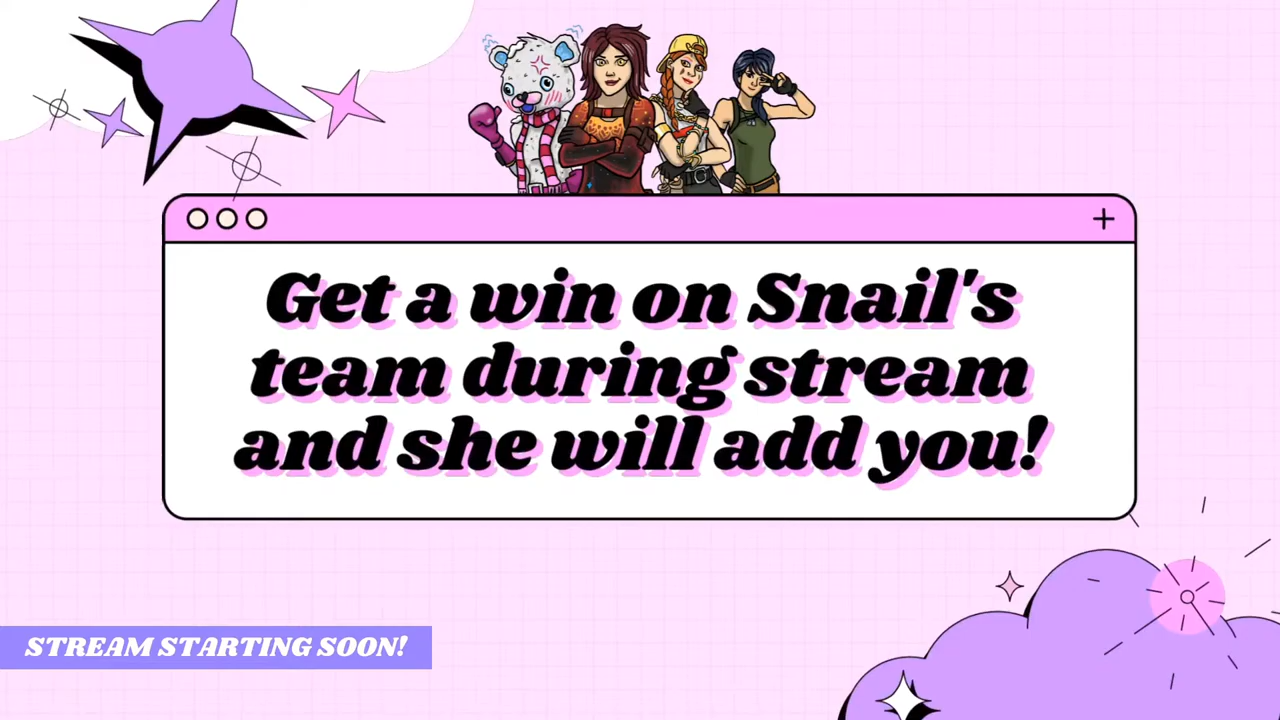 Get a win on Snail's
team during stream
and she will add you!
STREAM STARTING SOON!